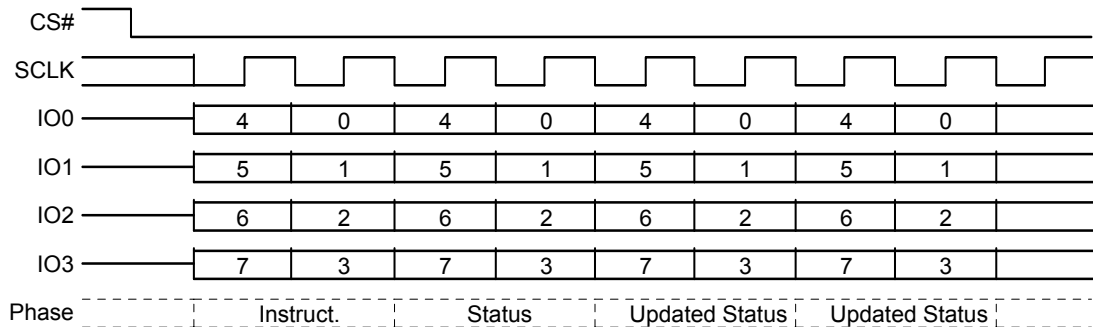 CS#
SCLK
IO0 4 0 4 0 4 0 4 0
IO1 5 1 5 1 5 1 5 1
IO2 6 2 6 2 6 2 6 2
IO3 7 3 7 3 7 3 7 3
Phase Instruct. Status Updated Status Updated Status